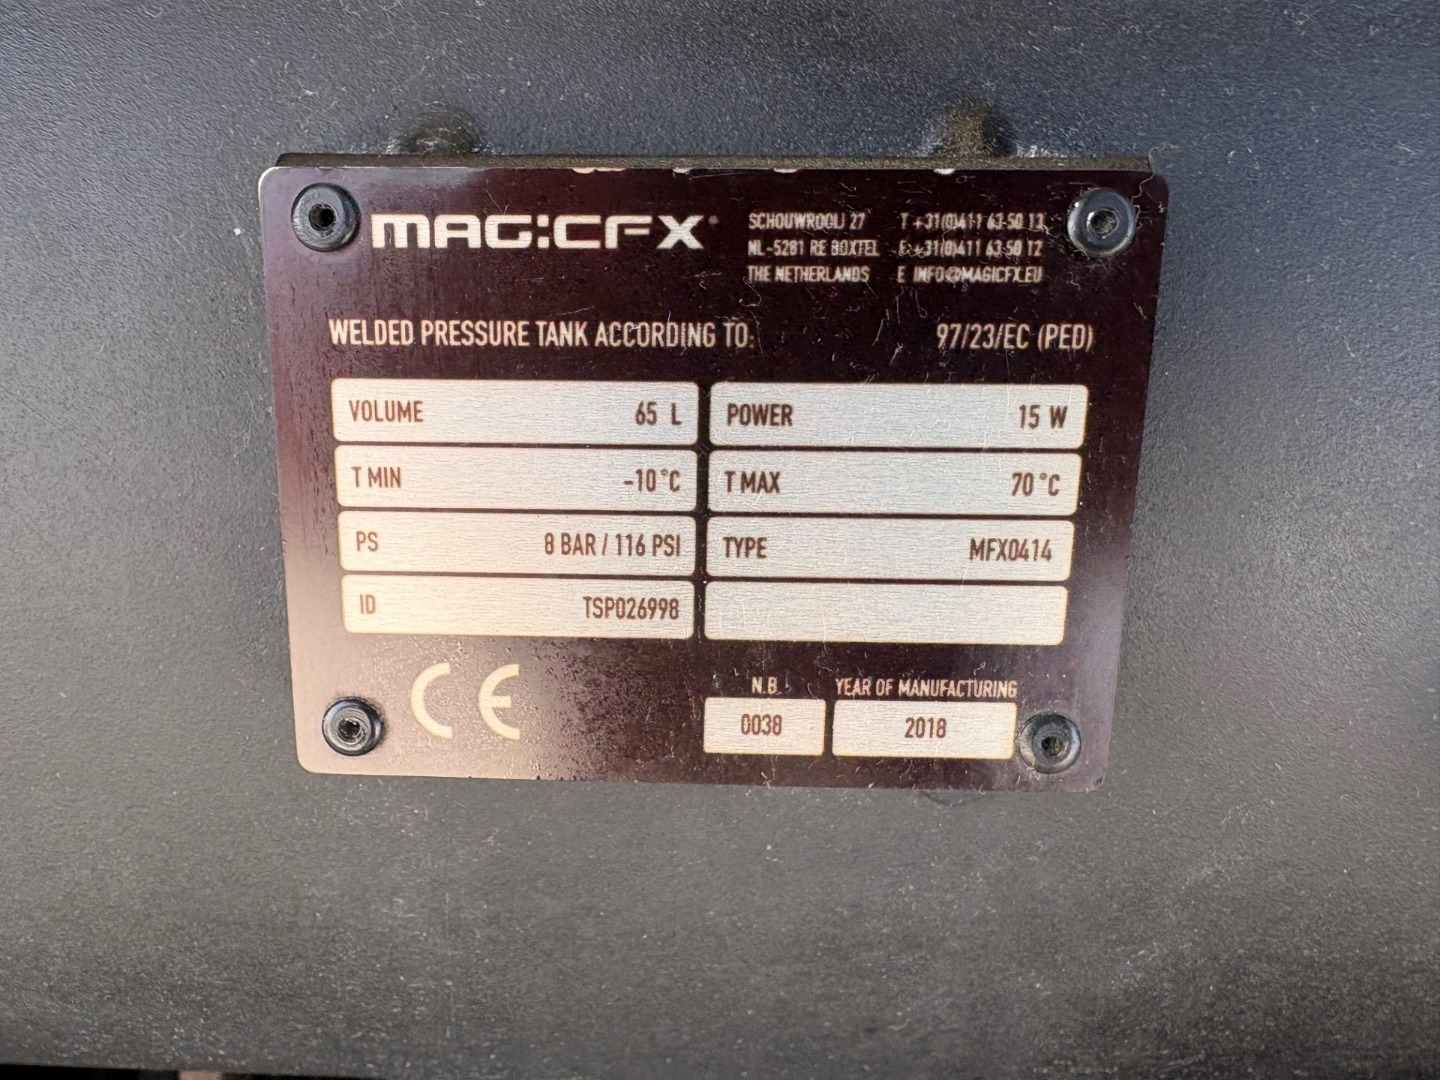 MAGICFX®
SCHOUWROOIJ 27 T +31(0)411 63 50 13
NL-5281 RE BOXTEL F +31(0)411 63 50 12
THE NETHERLANDS E INFO@MAGICFX.EU
WELDED PRESSURE TANK ACCORDING TO: 97/23/EC (PED)
VOLUME 65 L POWER 15 W
T MIN -10°C T MAX 70°C
PS 8 BAR / 116 PSI TYPE MFX0414
ID TSP026998
CE
N.B. YEAR OF MANUFACTURING
0038 2018